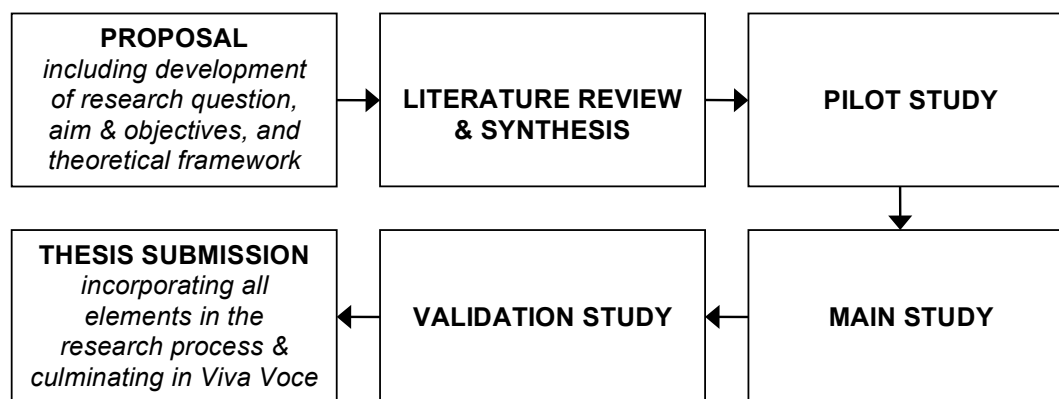 PROPOSAL
including development
of research question,
aim & objectives, and
theoretical framework
LITERATURE REVIEW
& SYNTHESIS
PILOT STUDY
THESIS SUBMISSION
incorporating all
elements in the
research process &
culminating in Viva Voce
VALIDATION STUDY
MAIN STUDY